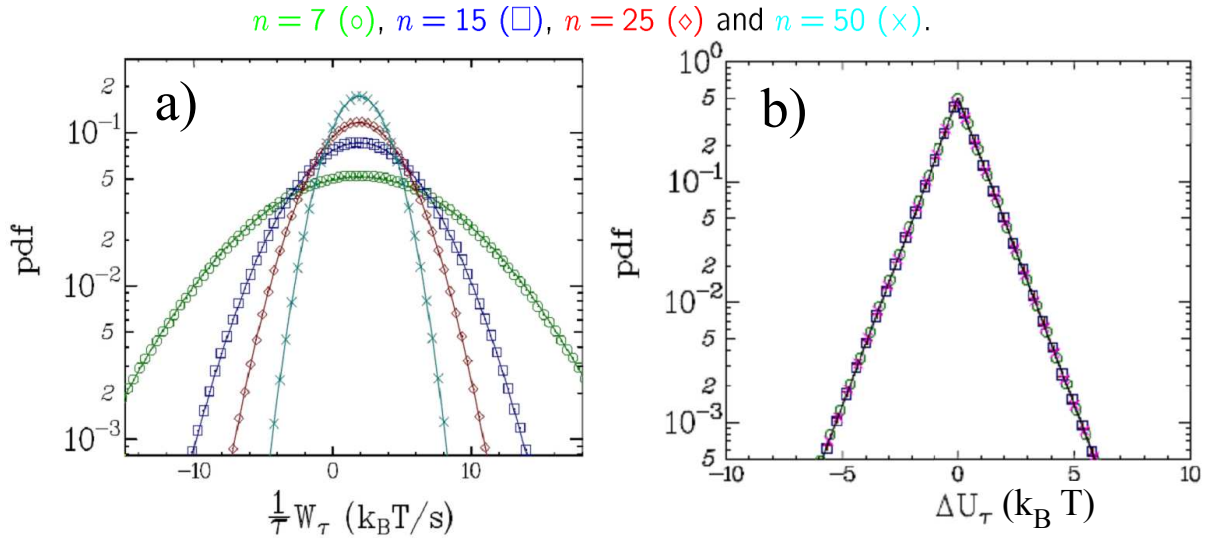 n = 7 (○), n = 15 (□), n = 25 (◇) and n = 50 (×).
a)
pdf
2
10⁻¹
5
2
10⁻²
5
2
10⁻³
−10 0 10
1/τ W_τ (k_B T/s)
b)
pdf
10⁰
5
2
10⁻¹
5
2
10⁻²
5
2
10⁻³
5
−10 −5 0 5 10
ΔU_τ (k_B T)